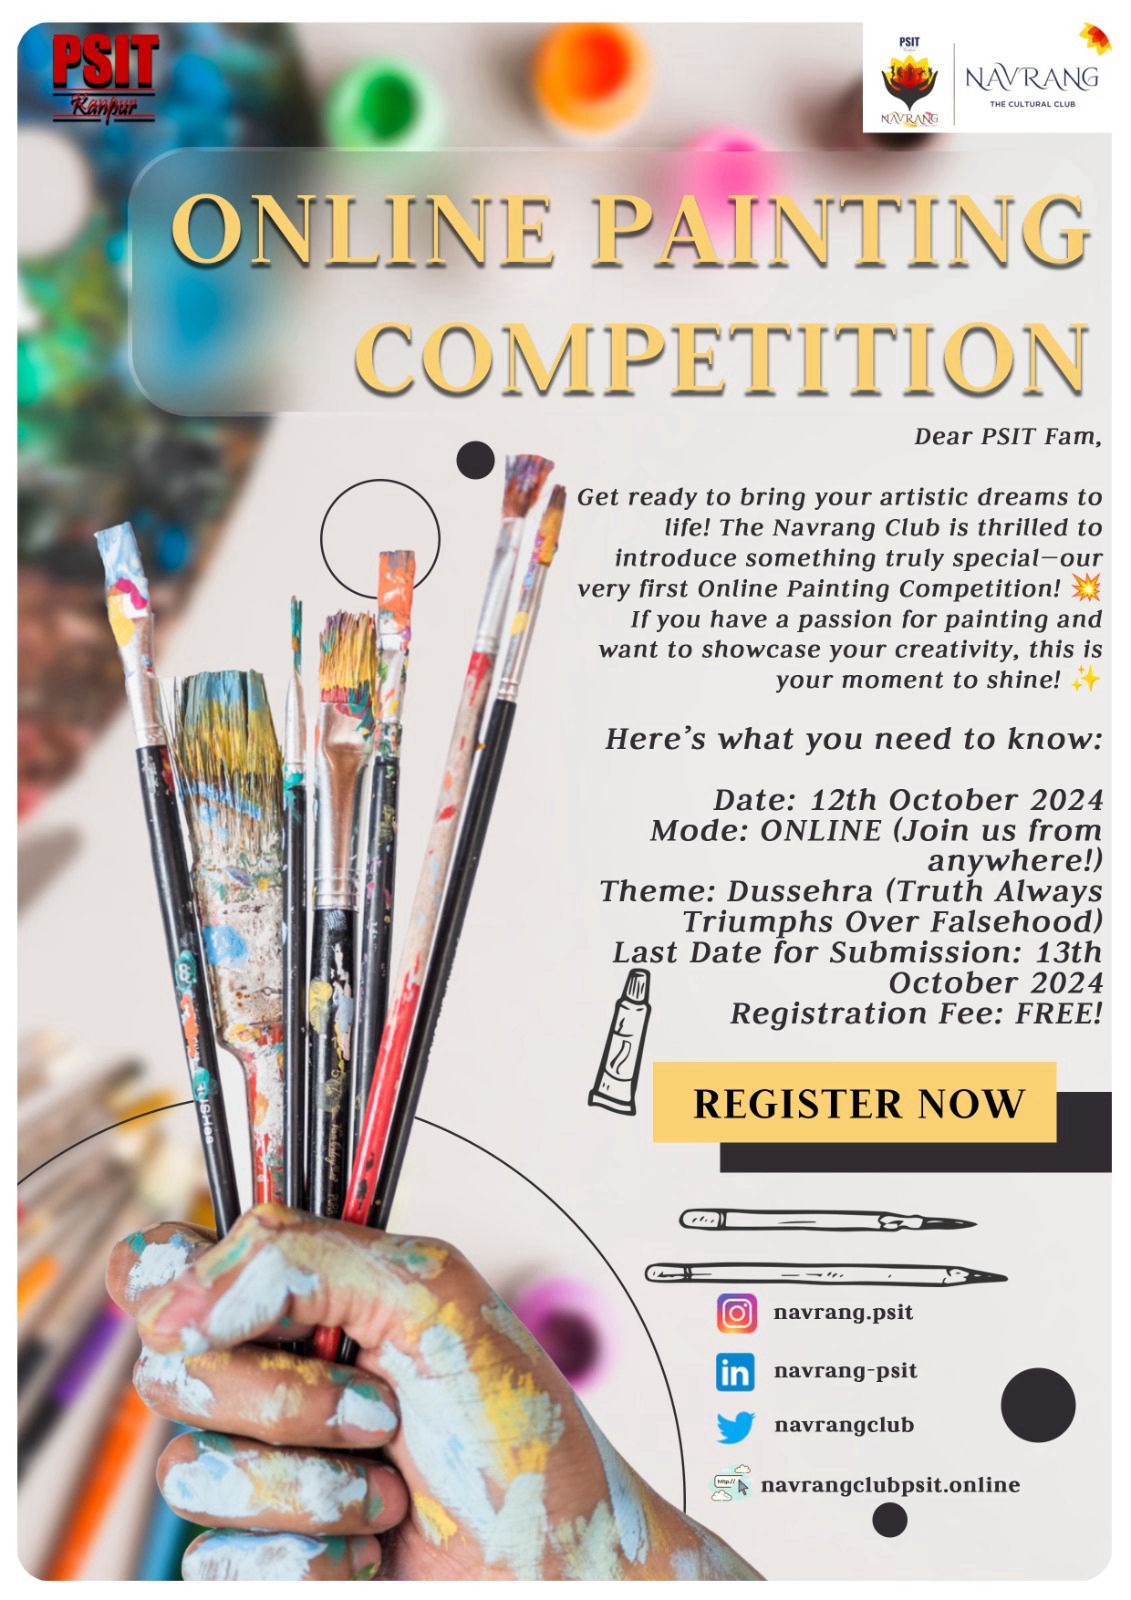 PSIT
Kanpur
PSIT
NAVRANG
NAVRANG
THE CULTURAL CLUB
ONLINE PAINTING
COMPETITION
Dear PSIT Fam,
Get ready to bring your artistic dreams to
life! The Navrang Club is thrilled to
introduce something truly special—our
very first Online Painting Competition! 💥
If you have a passion for painting and
want to showcase your creativity, this is
your moment to shine! ✨
Here's what you need to know:
Date: 12th October 2024
Mode: ONLINE (Join us from
anywhere!)
Theme: Dussehra (Truth Always
Triumphs Over Falsehood)
Last Date for Submission: 13th
October 2024
Registration Fee: FREE!
REGISTER NOW
navrang.psit
in
navrang-psit
navrangclub
http://
navrangclubpsit.online